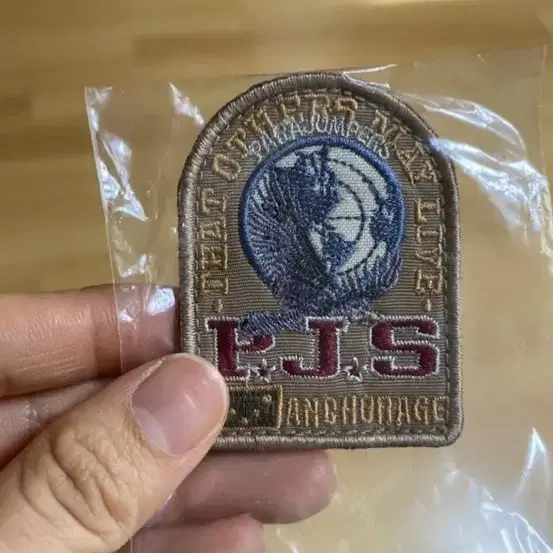 ·THAT OTHERS MAY LIVE·
PARAJUMPERS
P.J.S
ANCHORAGE